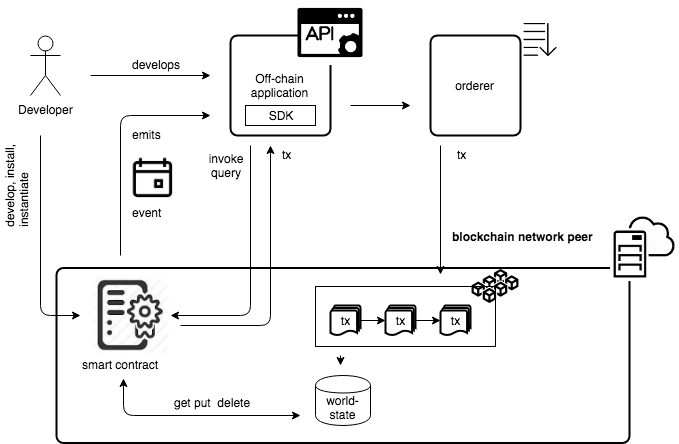 API
develops
Off-chain
application
SDK
orderer
Developer
emits
invoke
query
tx
tx
develop, install,
instantiate
event
blockchain network peer
tx
tx
tx
smart contract
get put delete
world-
state